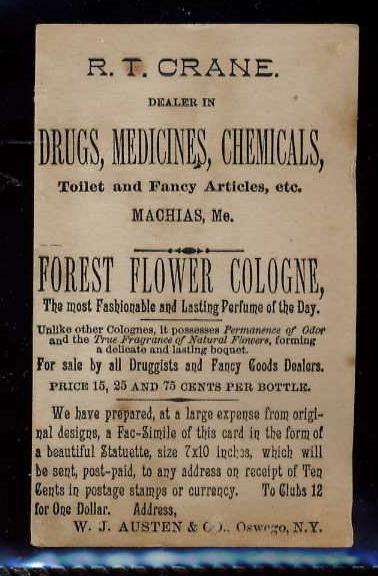 R. T. CRANE.
DEALER IN
DRUGS, MEDICINES, CHEMICALS,
Toilet and Fancy Articles, etc.
MACHIAS, Me.
FOREST FLOWER COLOGNE,
The most Fashionable and Lasting Perfume of the Day.
Unlike other Colognes, it possesses Permanence of Odor
and the True Fragrance of Natural Flowers, forming
a delicate and lasting boquet.
For sale by all Druggists and Fancy Goods Dealers.
PRICE 15, 25 AND 75 CENTS PER BOTTLE.
We have prepared, at a large expense from origi-
nal designs, a Fac-Simile of this card in the form of
a beautiful Statuette, size 7x10 inches, which will
be sent, post-paid, to any address on receipt of Ten
Cents in postage stamps or currency. To Clubs 12
for One Dollar. Address,
W. J. AUSTEN & CO., Oswego, N.Y.